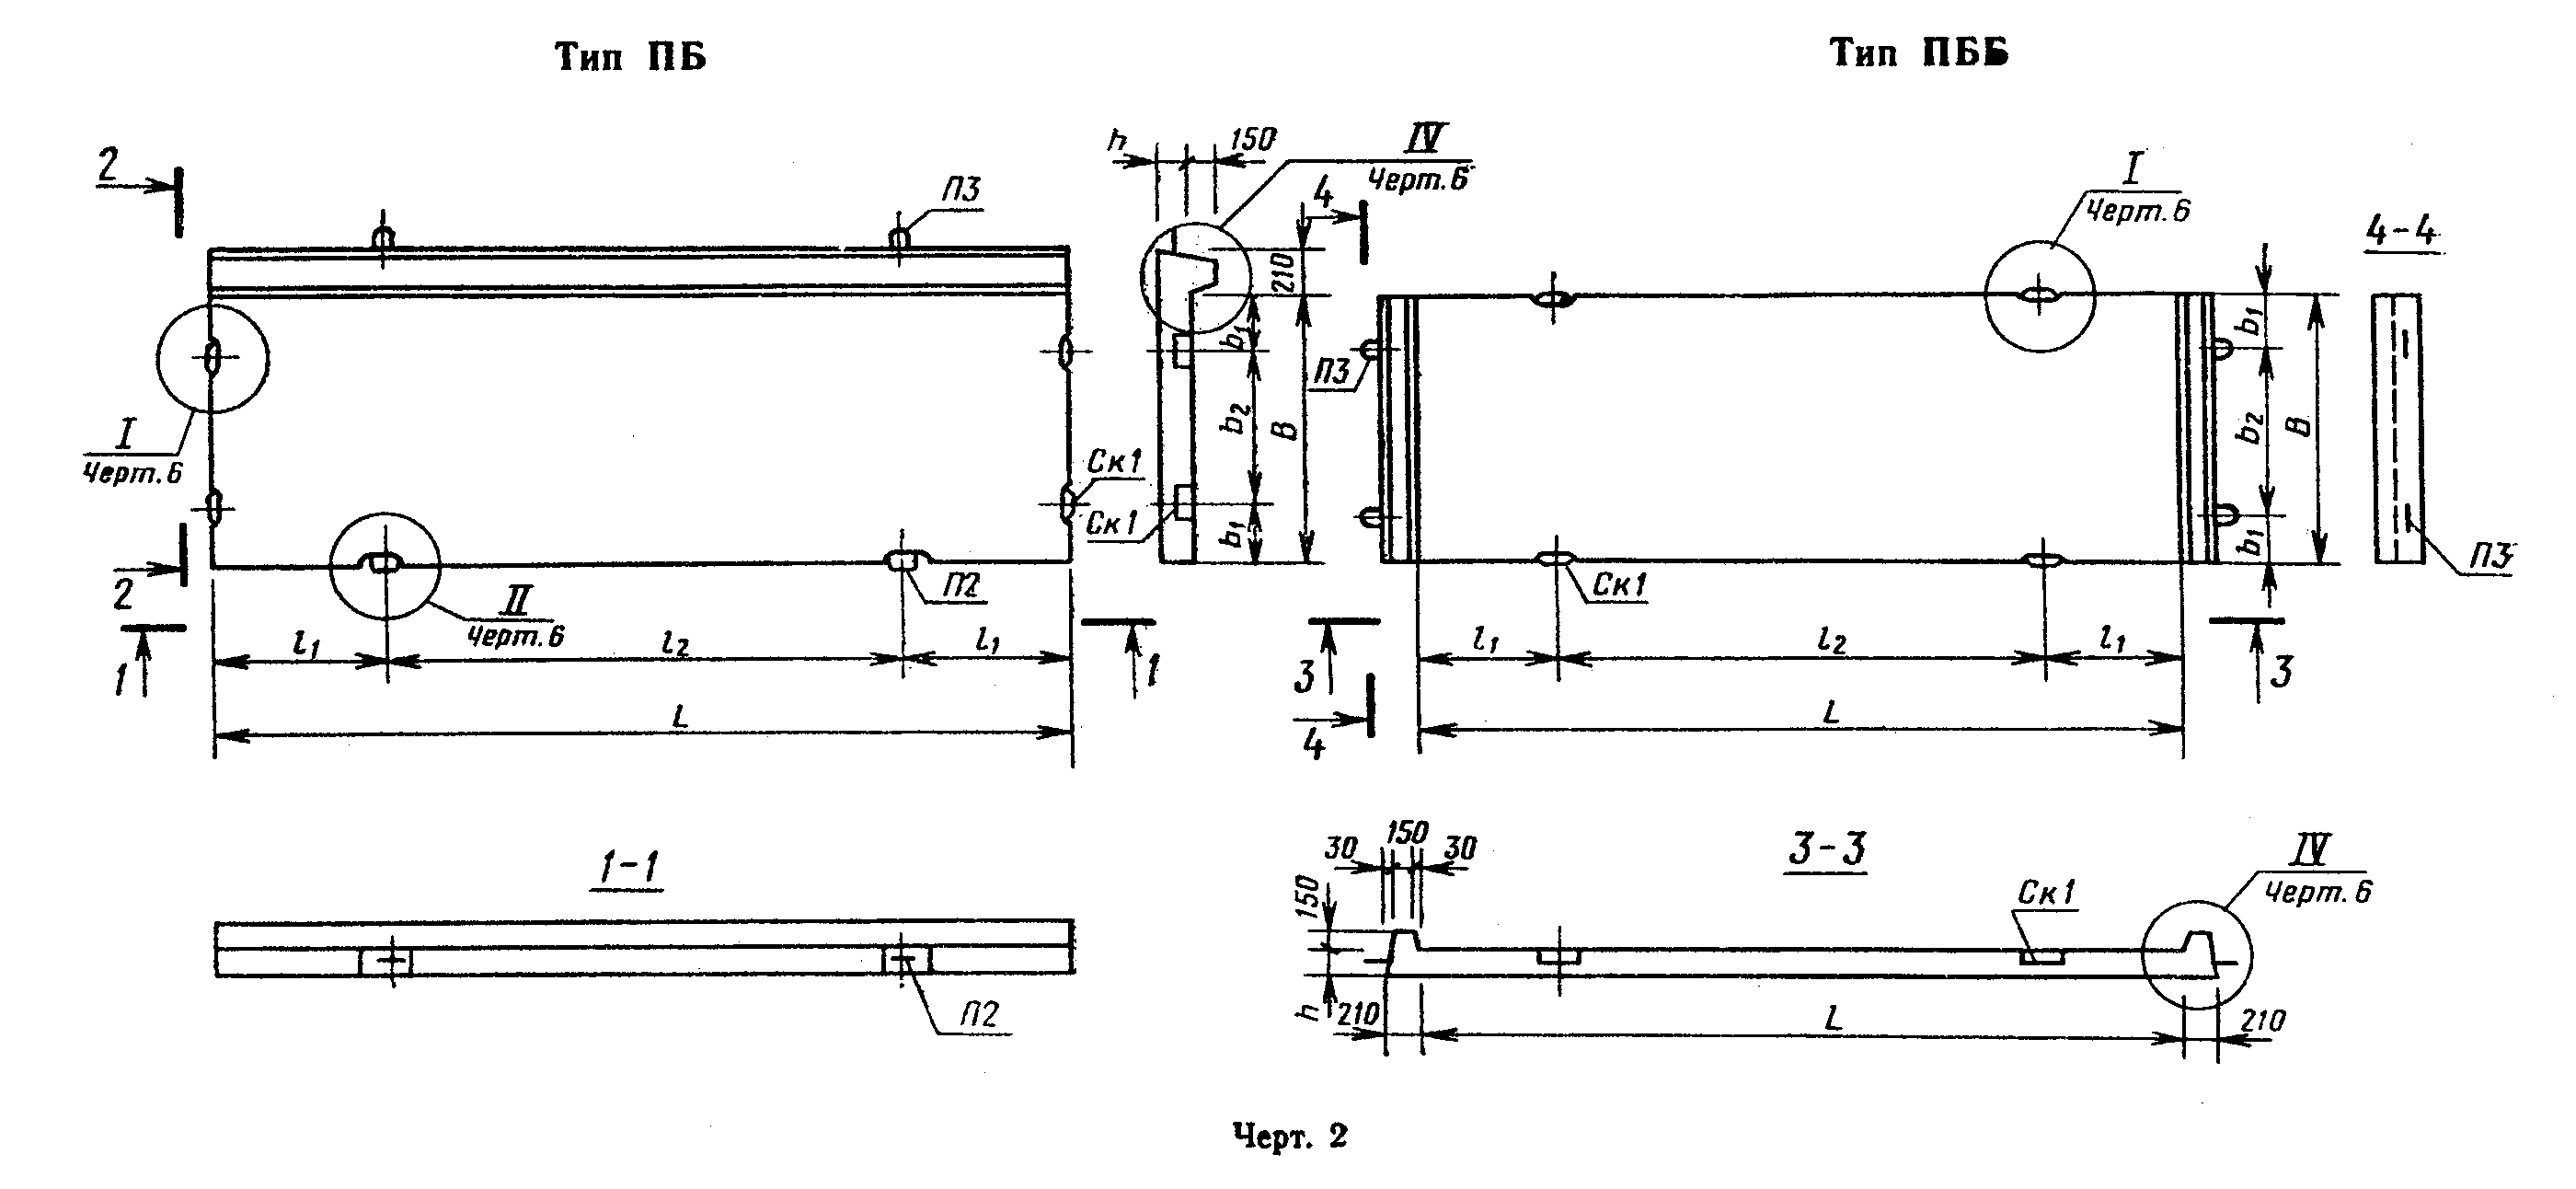 Тип ПБ
2
П3
I
Черт. 6
Ск1
2
II
Черт. 6
П2
1
l1
l2
l1
1
L
h
150
IV
Черт. 6
210
b1
b2
B
b1
Ск1
1-1
П2
Тип ПББ
4
I
Черт. 6
4-4
П3
b1
b2
B
b1
П3
Ск1
3
l1
l2
l1
3
4
L
3-3
30
150
30
150
h
210
Ск1
IV
Черт. 6
L
210
Черт. 2